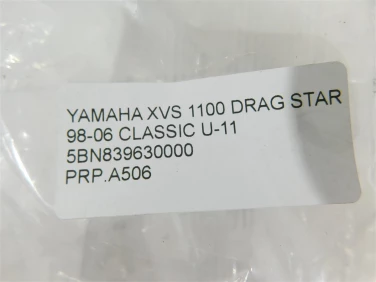 YAMAHA XVS 1100 DRAG STAR
98-06 CLASSIC U-11
5BN839630000
PRP.A506